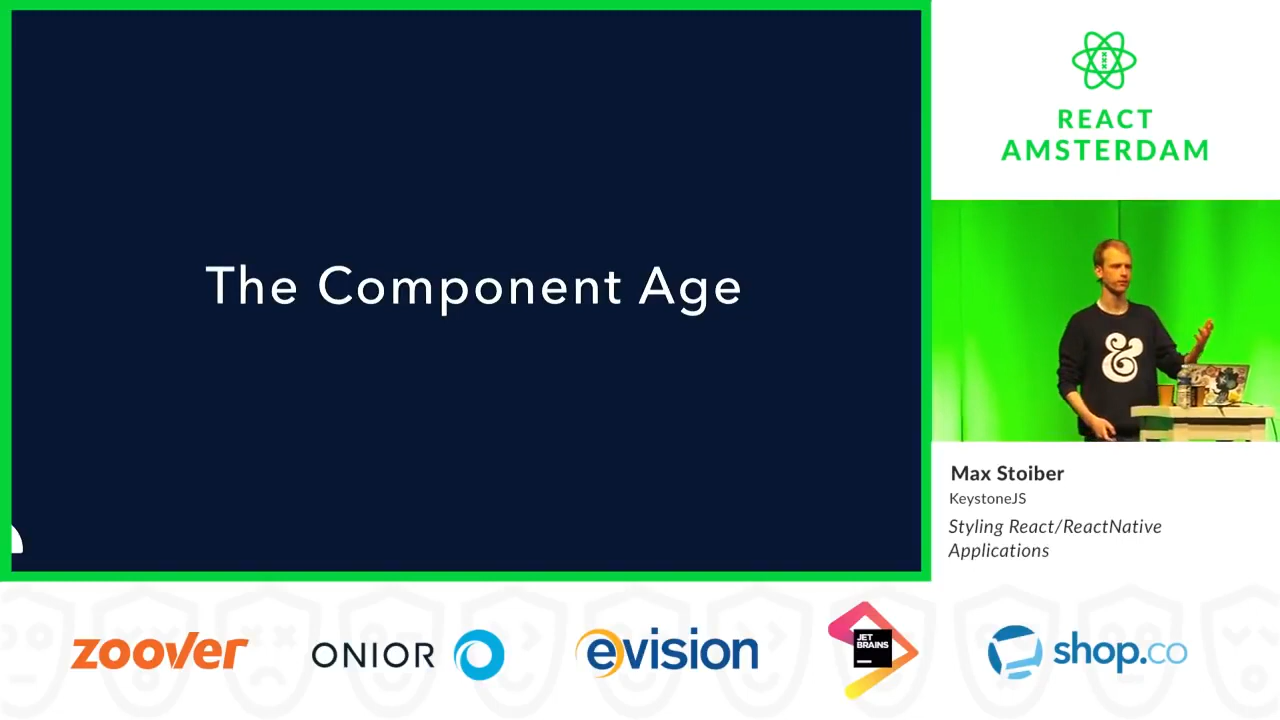 The Component Age
REACT
AMSTERDAM
&
Max Stoiber
KeystoneJS
Styling React/ReactNative
Applications
zoover
ONIOR
evision
JET
BRAINS
shop.co